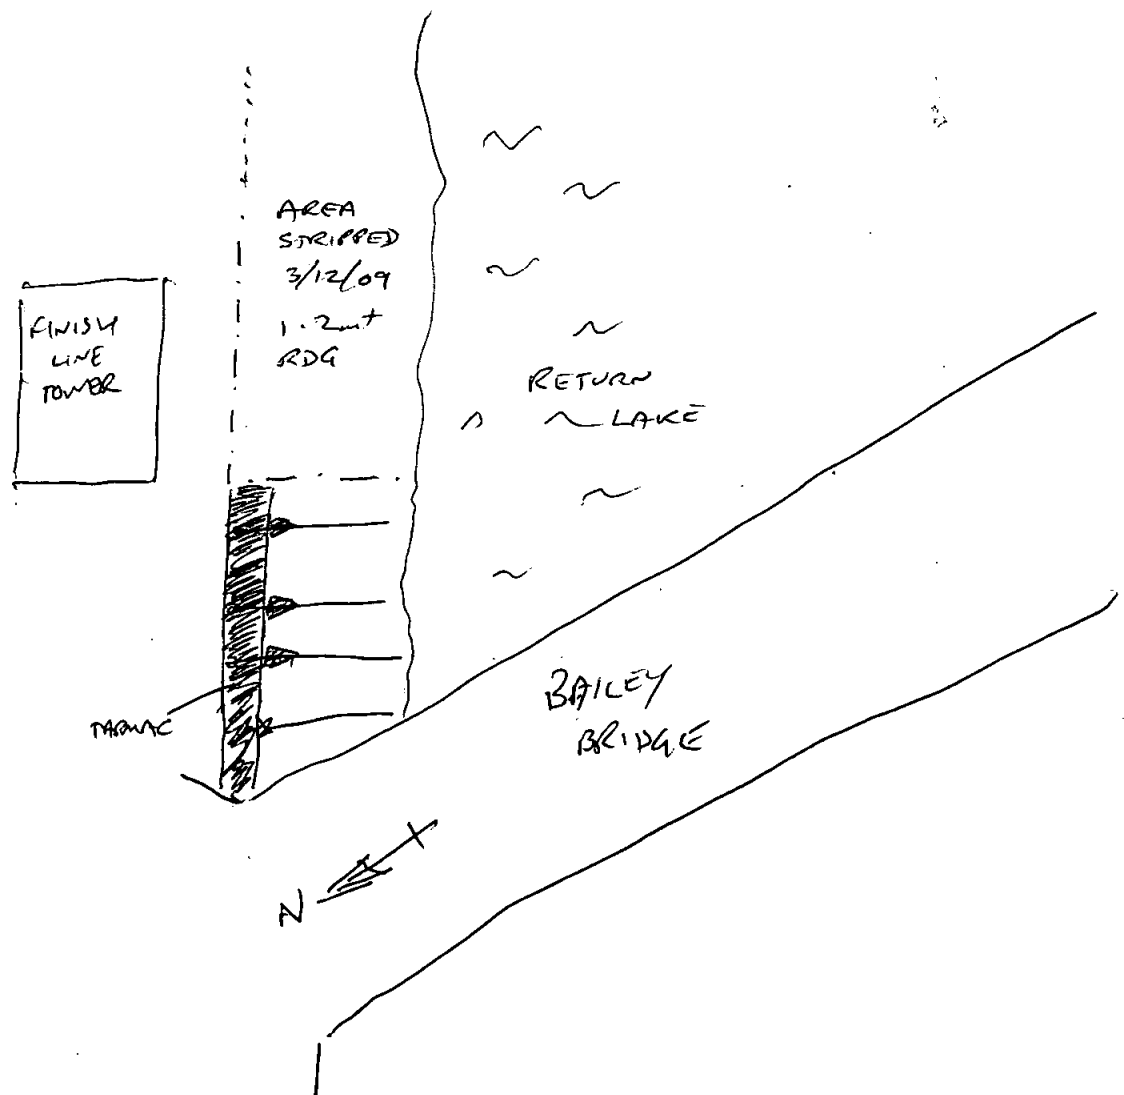 AREA
STRIPPED
3/12/09
1.2m+
RDG
FINISH
LINE
TOWER
RETURN
LAKE
TARMAC
BAILEY
BRIDGE
N